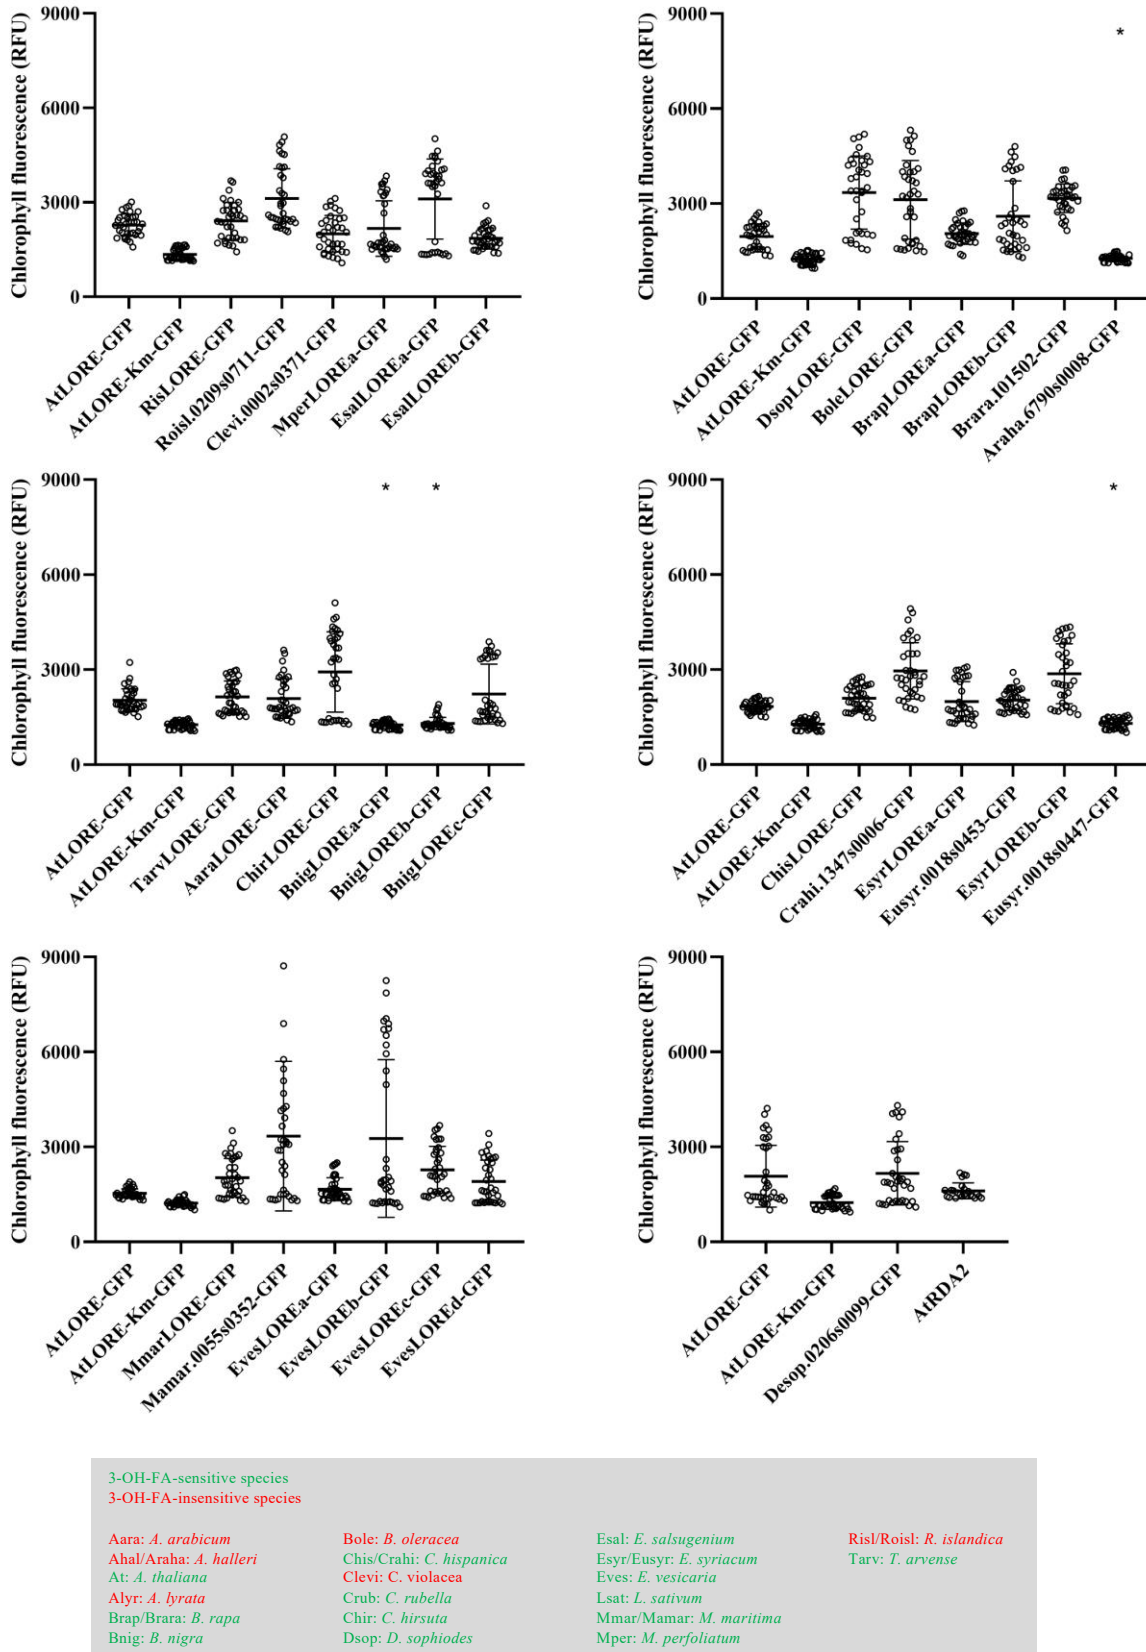 Chlorophyll fluorescence (RFU)
9000
6000
3000
0
AtLORE-GFP
AtLORE-Km-GFP
RisLORE-GFP
Roisl.0209s0711-GFP
Clevi.0002s0371-GFP
MperLOREa-GFP
EsalLOREa-GFP
EsalLOREb-GFP
Chlorophyll fluorescence (RFU)
9000
6000
3000
0
*
AtLORE-GFP
AtLORE-Km-GFP
DsopLORE-GFP
BoleLORE-GFP
BrapLOREa-GFP
BrapLOREb-GFP
Brara.I01502-GFP
Araha.6790s0008-GFP
Chlorophyll fluorescence (RFU)
9000
6000
3000
0
* *
AtLORE-GFP
AtLORE-Km-GFP
TarvLORE-GFP
AaraLORE-GFP
ChirLORE-GFP
BnigLOREa-GFP
BnigLOREb-GFP
BnigLOREc-GFP
Chlorophyll fluorescence (RFU)
9000
6000
3000
0
*
AtLORE-GFP
AtLORE-Km-GFP
ChisLORE-GFP
Crahi.1347s0006-GFP
EsyrLOREa-GFP
Eusyr.0018s0453-GFP
EsyrLOREb-GFP
Eusyr.0018s0447-GFP
Chlorophyll fluorescence (RFU)
9000
6000
3000
0
AtLORE-GFP
AtLORE-Km-GFP
MmarLORE-GFP
Mamar.0055s0352-GFP
EvesLOREa-GFP
EvesLOREb-GFP
EvesLOREc-GFP
EvesLOREd-GFP
Chlorophyll fluorescence (RFU)
9000
6000
3000
0
AtLORE-GFP
AtLORE-Km-GFP
Desop.0206s0099-GFP
AtRDA2
3-OH-FA-sensitive species
3-OH-FA-insensitive species
Aara: A. arabicum
Ahal/Araha: A. halleri
At: A. thaliana
Alyr: A. lyrata
Brap/Brara: B. rapa
Bnig: B. nigra
Bole: B. oleracea
Chis/Crahi: C. hispanica
Clevi: C. violacea
Crub: C. rubella
Chir: C. hirsuta
Dsop: D. sophiodes
Esal: E. salsugenium
Esyr/Eusyr: E. syriacum
Eves: E. vesicaria
Lsat: L. sativum
Mmar/Mamar: M. maritima
Mper: M. perfoliatum
Risl/Roisl: R. islandica
Tarv: T. arvense